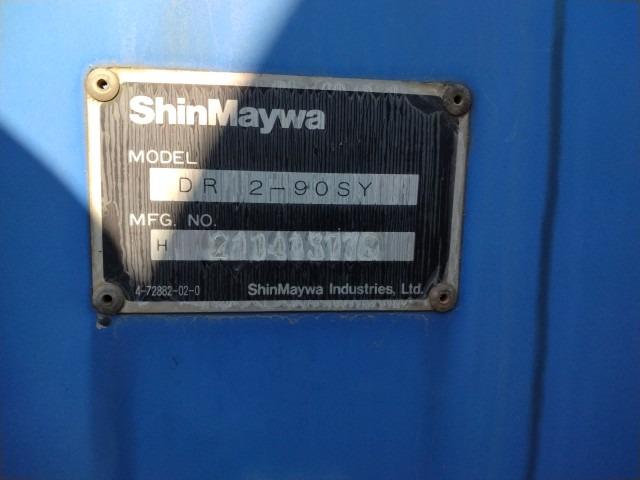 ShinMaywa
MODEL
DR 2-90SY
MFG. NO.
H
4-72882-02-0 ShinMaywa Industries, Ltd.